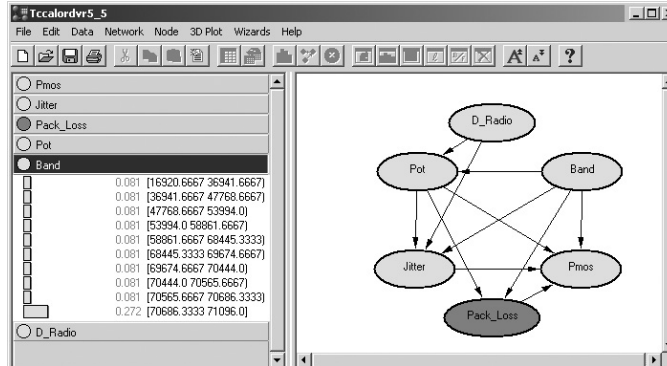 Tccalordvr5_5
File Edit Data Network Node 3D Plot Wizards Help
A A ?
Pmos
Jitter
Pack_Loss
Pot
Band
0.081 [16920.6667 36941.6667)
0.081 [36941.6667 47768.6667)
0.081 [47768.6667 53994.0)
0.081 [53994.0 58861.6667)
0.081 [58861.6667 68445.3333)
0.081 [68445.3333 69674.6667)
0.081 [69674.6667 70444.0)
0.081 [70444.0 70565.6667)
0.081 [70565.6667 70686.3333)
0.272 [70686.3333 71096.0]
D_Radio
D_Radio
Pot
Band
Jitter
Pmos
Pack_Loss